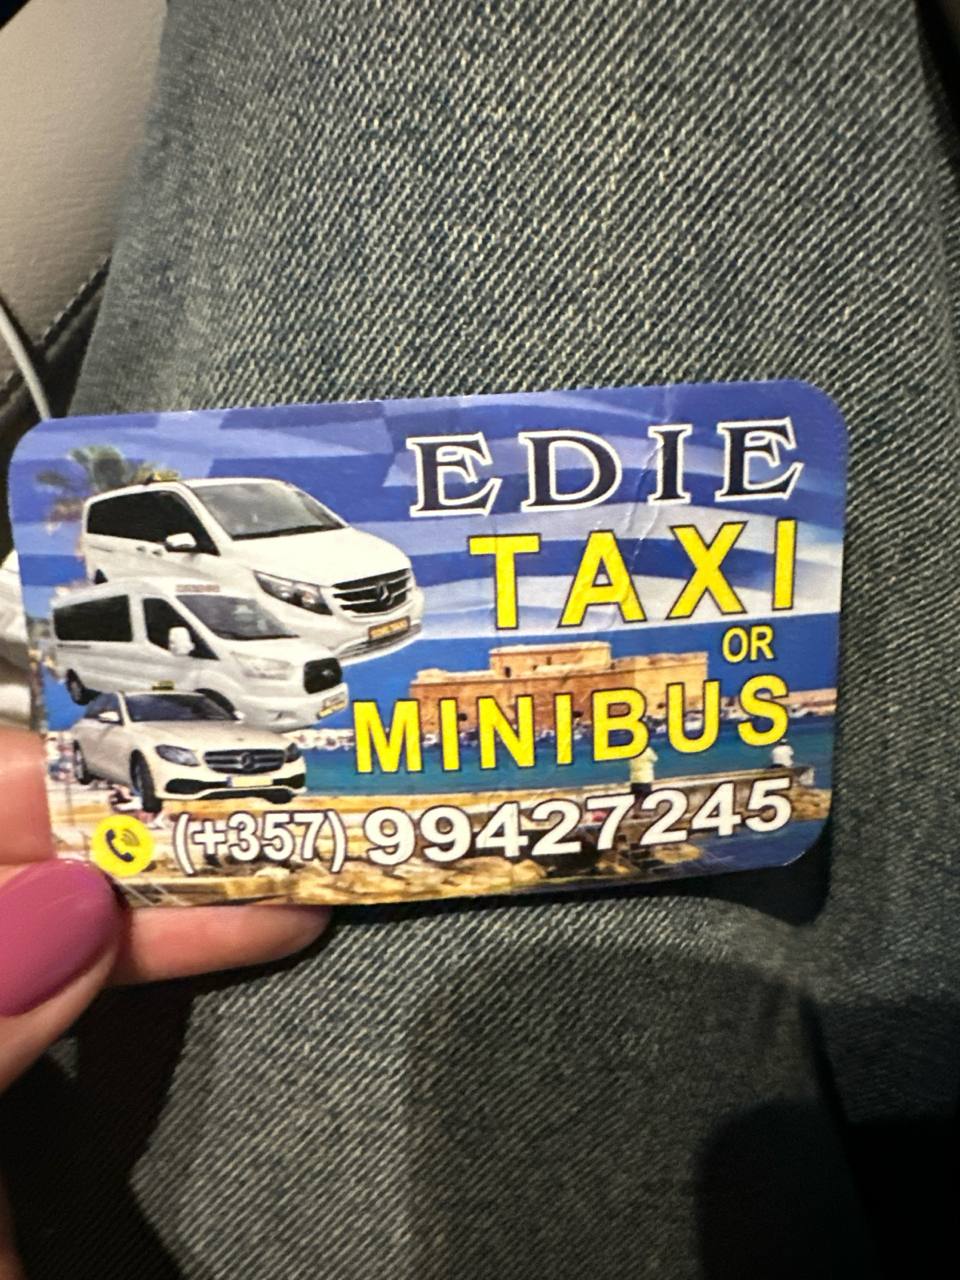 EDIE
TAXI
OR
MINIBUS
(+357) 99427245